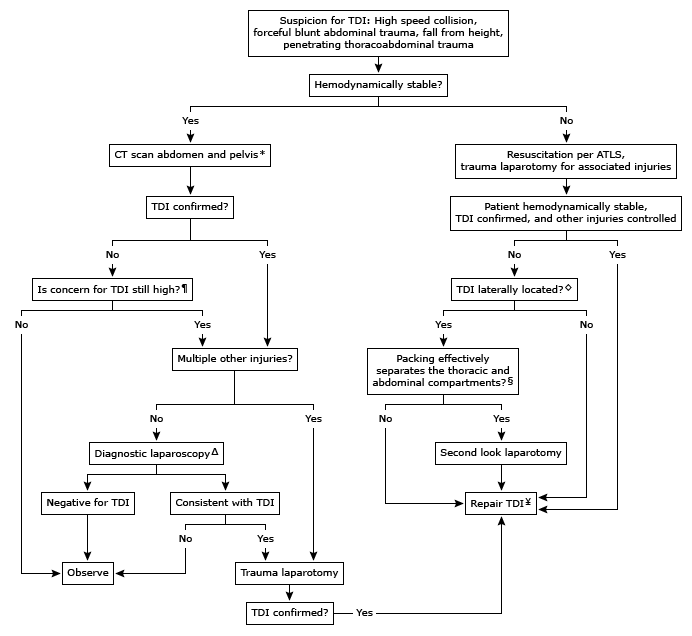 Suspicion for TDI: High speed collision,
forceful blunt abdominal trauma, fall from height,
penetrating thoracoabdominal trauma
Hemodynamically stable?
Yes
No
CT scan abdomen and pelvis*
Resuscitation per ATLS,
trauma laparotomy for associated injuries
TDI confirmed?
Patient hemodynamically stable,
TDI confirmed, and other injuries controlled
No
Yes
No
Yes
Is concern for TDI still high?¶
TDI laterally located?◇
No
Yes
Yes
No
Multiple other injuries?
Packing effectively
separates the thoracic and
abdominal compartments?§
No
Yes
No
Yes
Diagnostic laparoscopyΔ
Second look laparotomy
Negative for TDI
Consistent with TDI
Repair TDI¥
No
Yes
Observe
Trauma laparotomy
TDI confirmed?
Yes